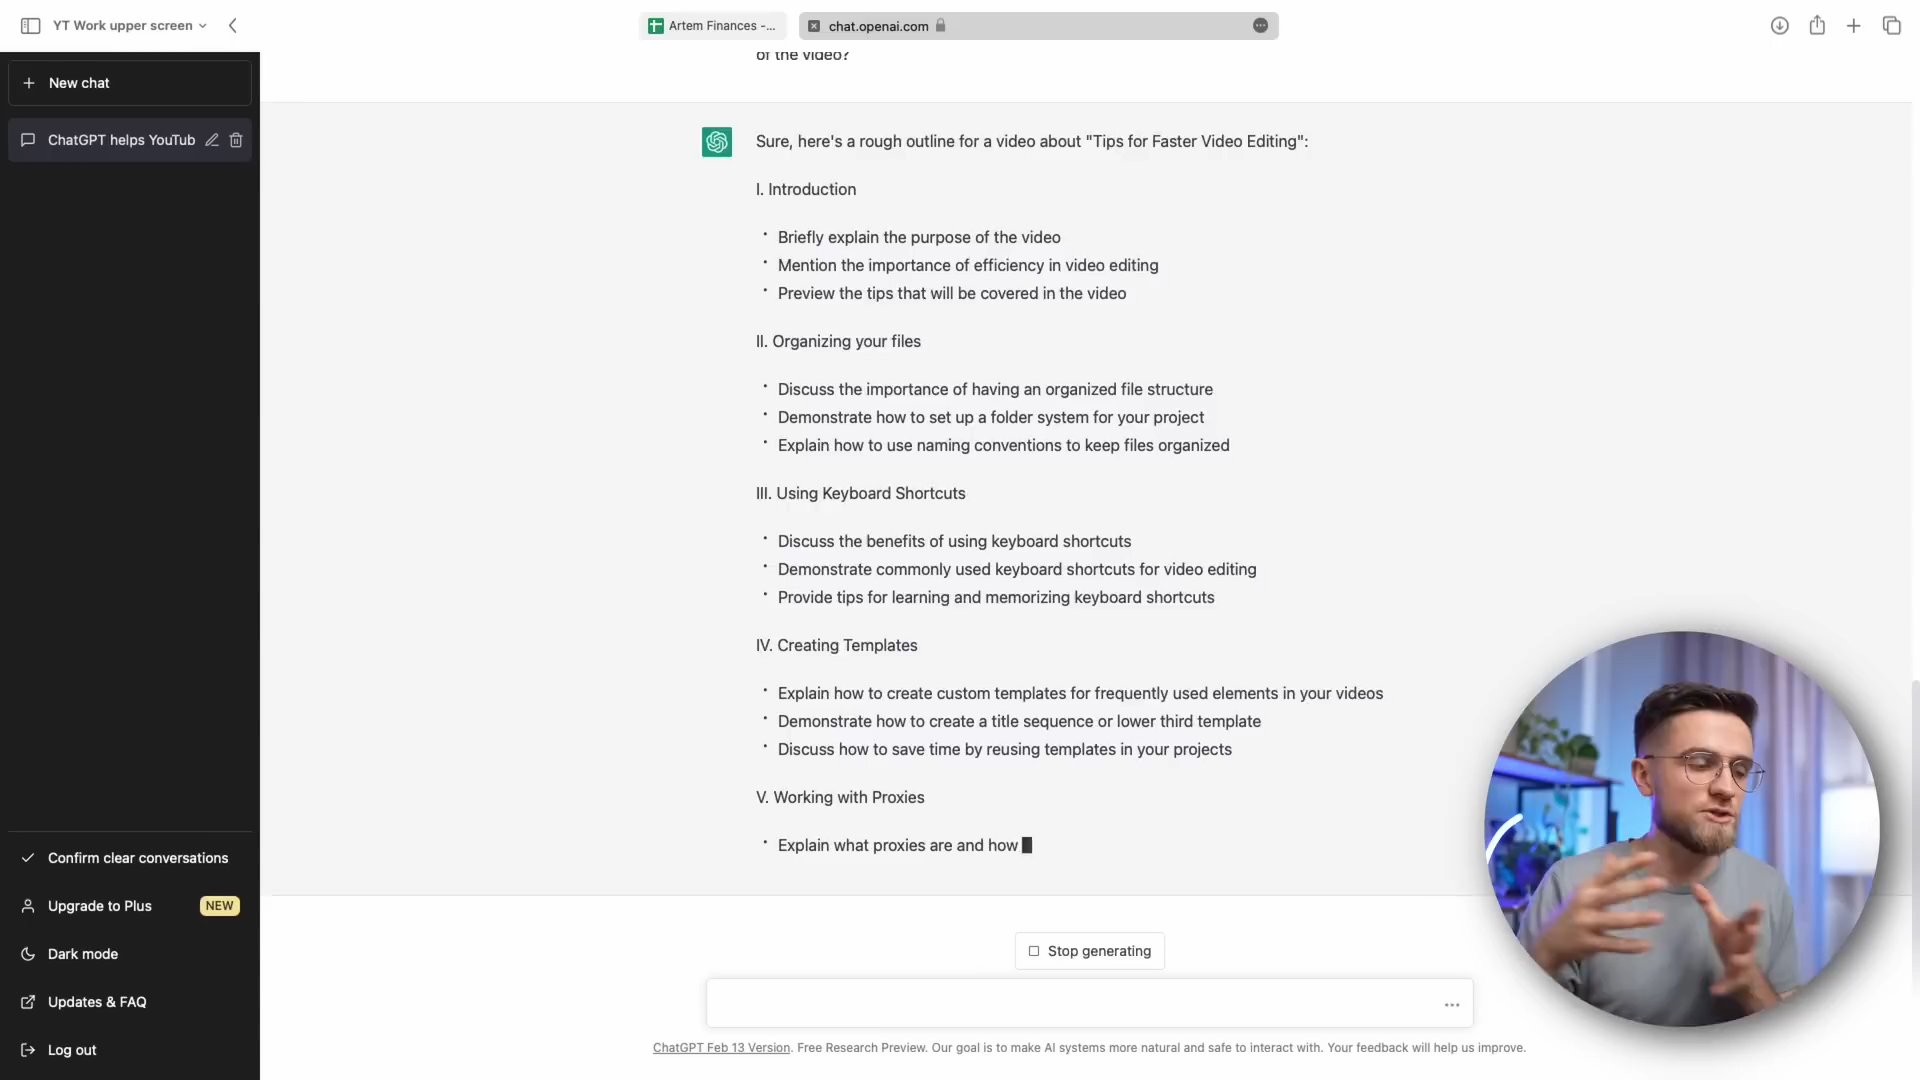 YT Work upper screen
Artem Finances -...
chat.openai.com
of the video?
New chat
ChatGPT helps YouTub
Sure, here's a rough outline for a video about "Tips for Faster Video Editing":
I. Introduction
Briefly explain the purpose of the video
Mention the importance of efficiency in video editing
Preview the tips that will be covered in the video
II. Organizing your files
Discuss the importance of having an organized file structure
Demonstrate how to set up a folder system for your project
Explain how to use naming conventions to keep files organized
III. Using Keyboard Shortcuts
Discuss the benefits of using keyboard shortcuts
Demonstrate commonly used keyboard shortcuts for video editing
Provide tips for learning and memorizing keyboard shortcuts
IV. Creating Templates
Explain how to create custom templates for frequently used elements in your videos
Demonstrate how to create a title sequence or lower third template
Discuss how to save time by reusing templates in your projects
V. Working with Proxies
Explain what proxies are and how
Confirm clear conversations
Upgrade to Plus NEW
Dark mode
Updates & FAQ
Log out
Stop generating
ChatGPT Feb 13 Version. Free Research Preview. Our goal is to make AI systems more natural and safe to interact with. Your feedback will help us improve.